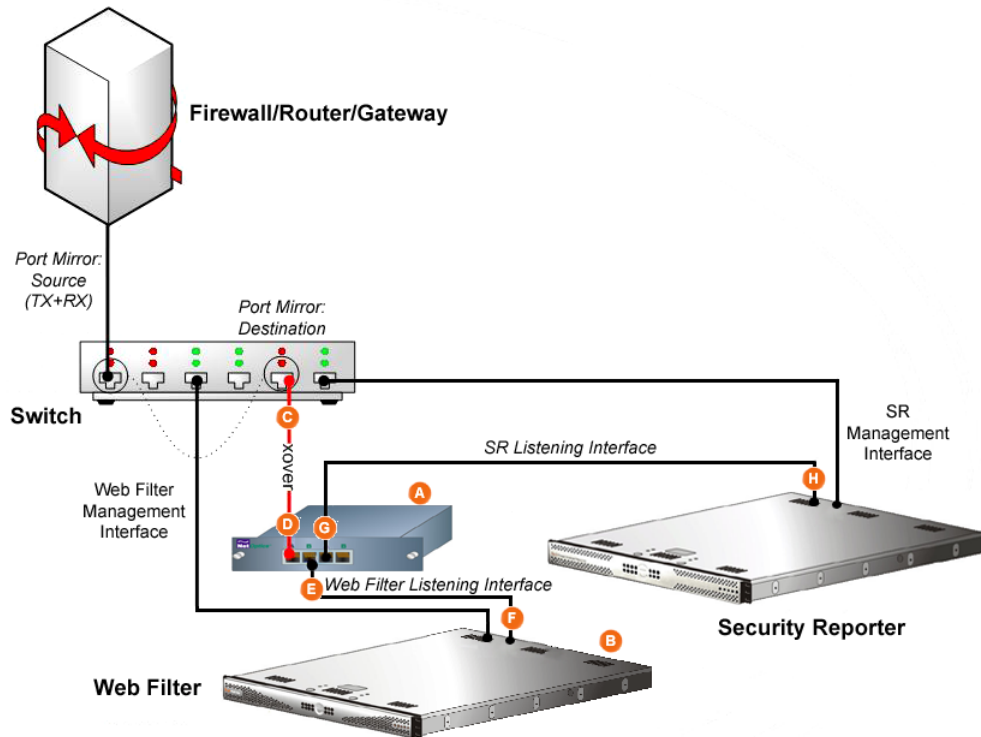 Firewall/Router/Gateway
Port Mirror:
Source
(TX+RX)
Port Mirror:
Destination
Switch
C
xover
SR Listening Interface
SR
Management
Interface
Web Filter
Management
Interface
A
H
D
G
Net
E
Web Filter Listening Interface
F
B
Security Reporter
Web Filter